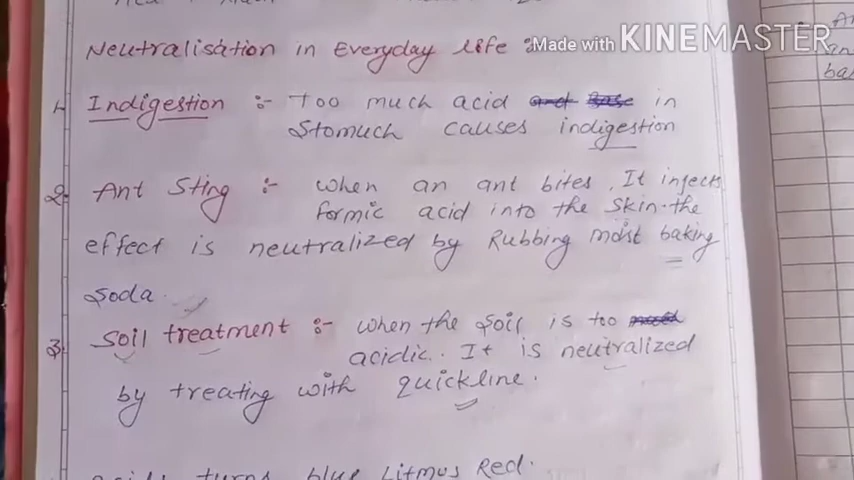 Neutralisation in Everyday life :-
Made with KINEMASTER
1. Indigestion :- Too much acid and Base in
Stomuch causes indigestion
2. Ant Sting :- when an ant bites, It injects
formic acid into the skin. the
effect is neutralized by Rubbing moist baking
soda.
3. Soil treatment :- when the soil is too
acidic. It is neutralized
by treating with quickline.
turns blue Litmus Red.